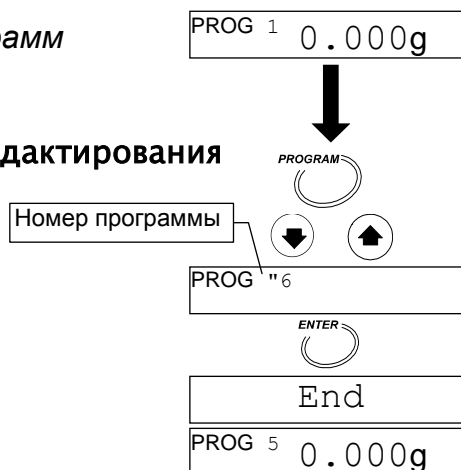 PROG 1 0.000g
рамм
PROGRAM
дактирования
Номер программы
PROG "6
ENTER
End
PROG 5 0.000g